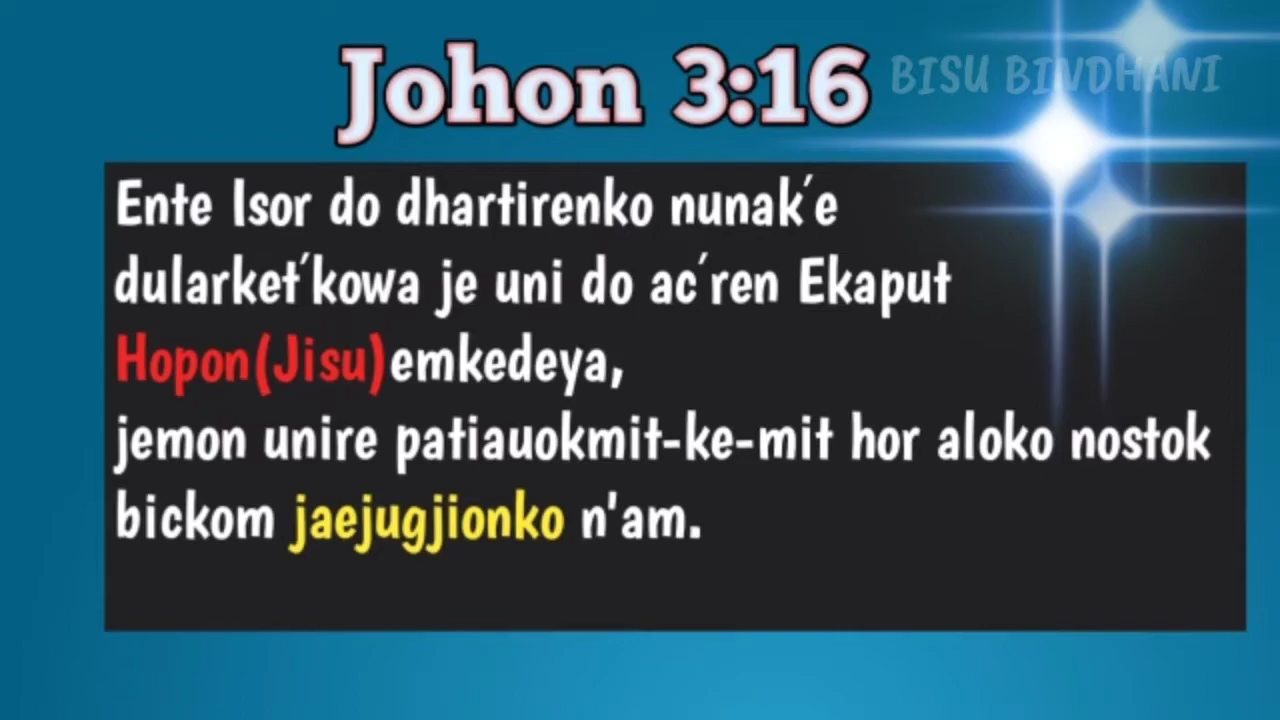 Johon 3:16
BISU BINDHANI
Ente Isor do dhartirenko nunak΄e
dularket΄kowa je uni do ac΄ren Ekaput
Hopon(Jisu)emkedeya,
jemon unire patiauokmit-ke-mit hor aloko nostok
bickom jaejugjionko n'am.